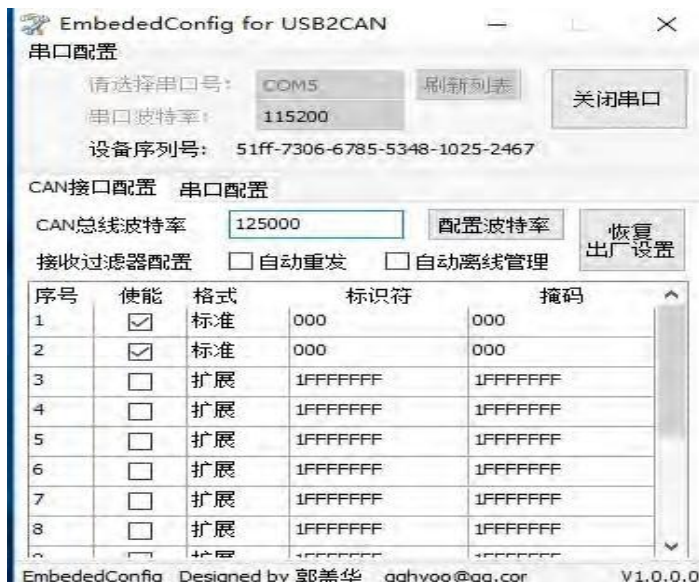 EmbededConfig for USB2CAN
串口配置
请选择串口号: COM5 刷新列表 关闭串口
串口波特率: 115200
设备序列号: 51ff-7306-6785-5348-1025-2467
CAN接口配置 串口配置
CAN总线波特率 125000 配置波特率 恢复出厂设置
接收过滤器配置 自动重发 自动离线管理
序号 使能 格式 标识符 掩码
1 标准 000 000
2 标准 000 000
3 扩展 1FFFFFFF 1FFFFFFF
4 扩展 1FFFFFFF 1FFFFFFF
5 扩展 1FFFFFFF 1FFFFFFF
6 扩展 1FFFFFFF 1FFFFFFF
7 扩展 1FFFFFFF 1FFFFFFF
8 扩展 1FFFFFFF 1FFFFFFF
EmbededConfig Designed by 郭美华 V1.0.0.0